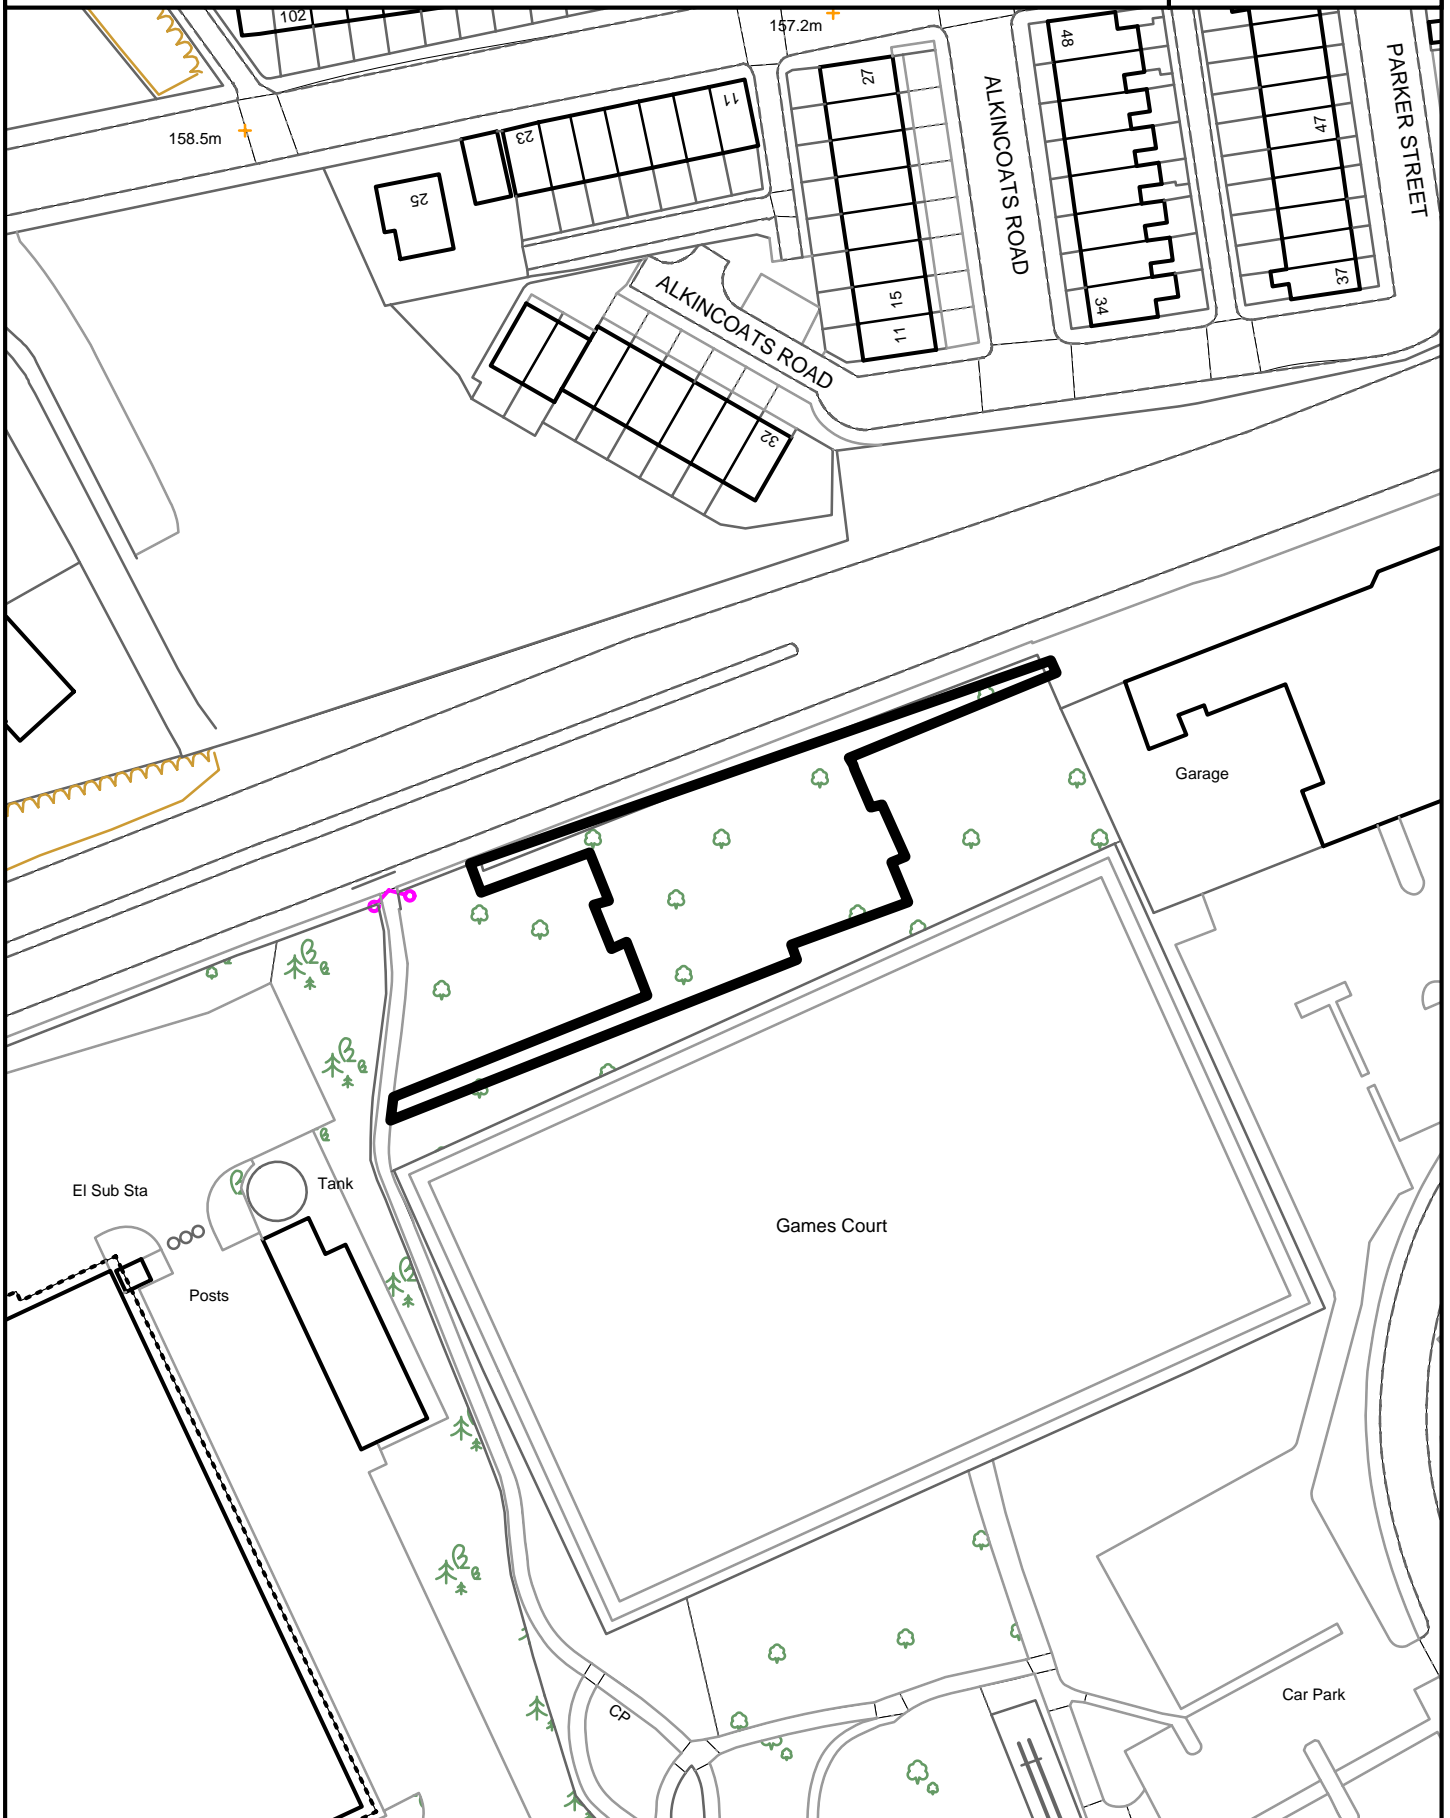 102
157.2m
48
27
11
PARKER STREET
47
ALKINCOATS ROAD
158.5m
23
25
37
34
15
11
ALKINCOATS ROAD
32
Garage
Tank
El Sub Sta
Games Court
Posts
Car Park
CP